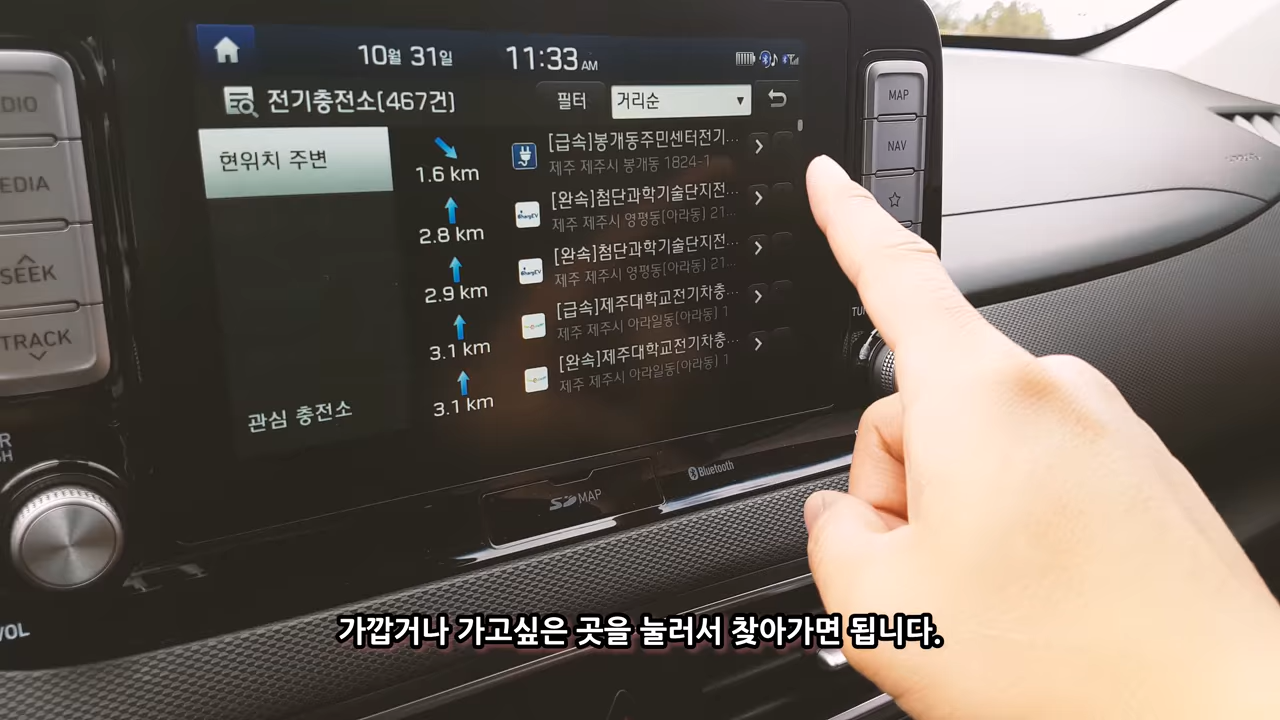 10월 31일 11:33 AM
전기충전소[467건] 필터 거리순
현위치 주변
관심 충전소
1.6 km [급속]봉개동주민센터전기...
제주 제주시 봉개동 1824-1
2.8 km [완속]첨단과학기술단지전...
제주 제주시 영평동(아라동) 21...
2.9 km [완속]첨단과학기술단지전...
제주 제주시 영평동(아라동) 21...
3.1 km [급속]제주대학교전기차충...
제주 제주시 아라일동(아라동) 1
3.1 km [완속]제주대학교전기차충...
제주 제주시 아라일동(아라동) 1
DIO
EDIA
SEEK
TRACK
VOL
MAP
NAV
TU
SD MAP
Bluetooth
가깝거나 가고싶은 곳을 눌러서 찾아가면 됩니다.